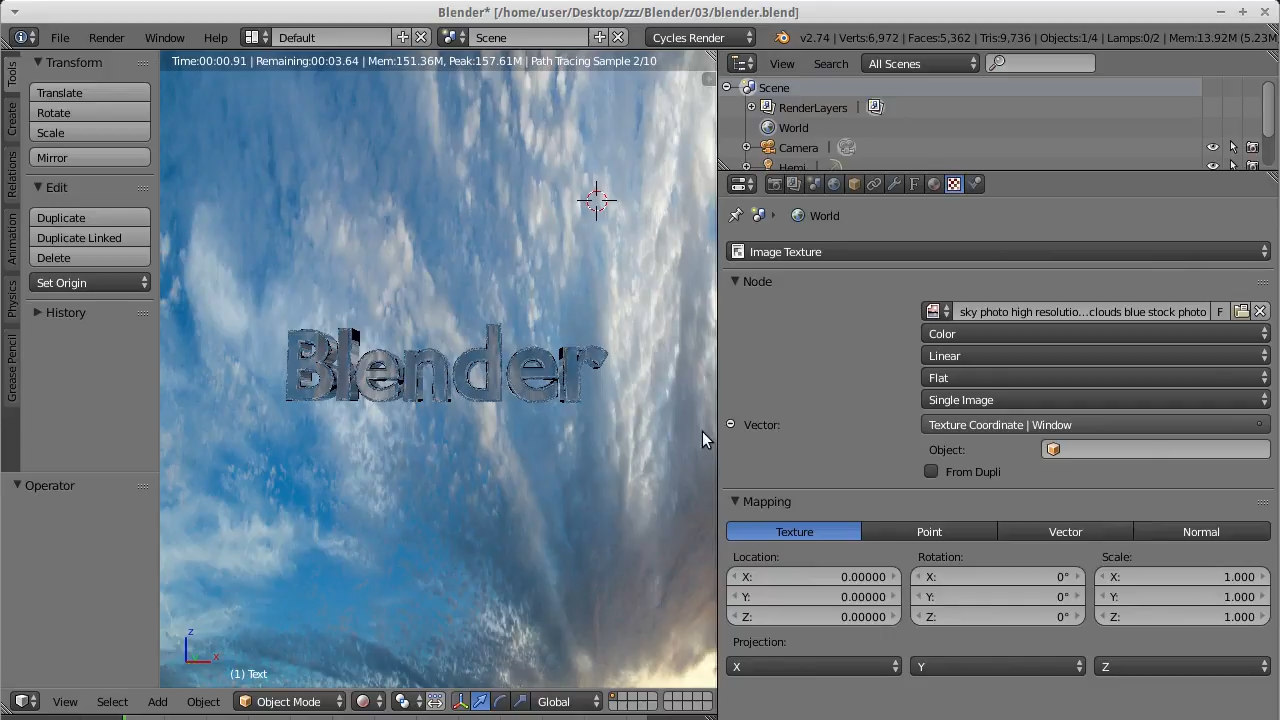 Blender* [/home/user/Desktop/zzz/Blender/03/blender.blend]
File Render Window Help Default Scene Cycles Render v2.74 | Verts:6,972 | Faces:5,362 | Tris:9,736 | Objects:1/4 | Lamps:0/2 | Mem:13.92M (5.23M
Time:00:00.91 | Remaining:00:03.64 | Mem:151.36M, Peak:157.61M | Path Tracing Sample 2/10
Tools
Create
Relations
Animation
Physics
Grease Pencil
Transform
Translate
Rotate
Scale
Mirror
Edit
Duplicate
Duplicate Linked
Delete
Set Origin
History
Operator
Blender
z
x
(1) Text
View Select Add Object Object Mode Global
View Search All Scenes
Scene
RenderLayers |
World
Camera |
Hemi |
F
World
Image Texture
Node
sky photo high resolutio...clouds blue stock photo F
Color
Linear
Flat
Single Image
Vector: Texture Coordinate | Window
Object:
From Dupli
Mapping
Texture Point Vector Normal
Location: Rotation: Scale:
X: 0.00000 X: 0° X: 1.000
Y: 0.00000 Y: 0° Y: 1.000
Z: 0.00000 Z: 0° Z: 1.000
Projection:
X Y Z